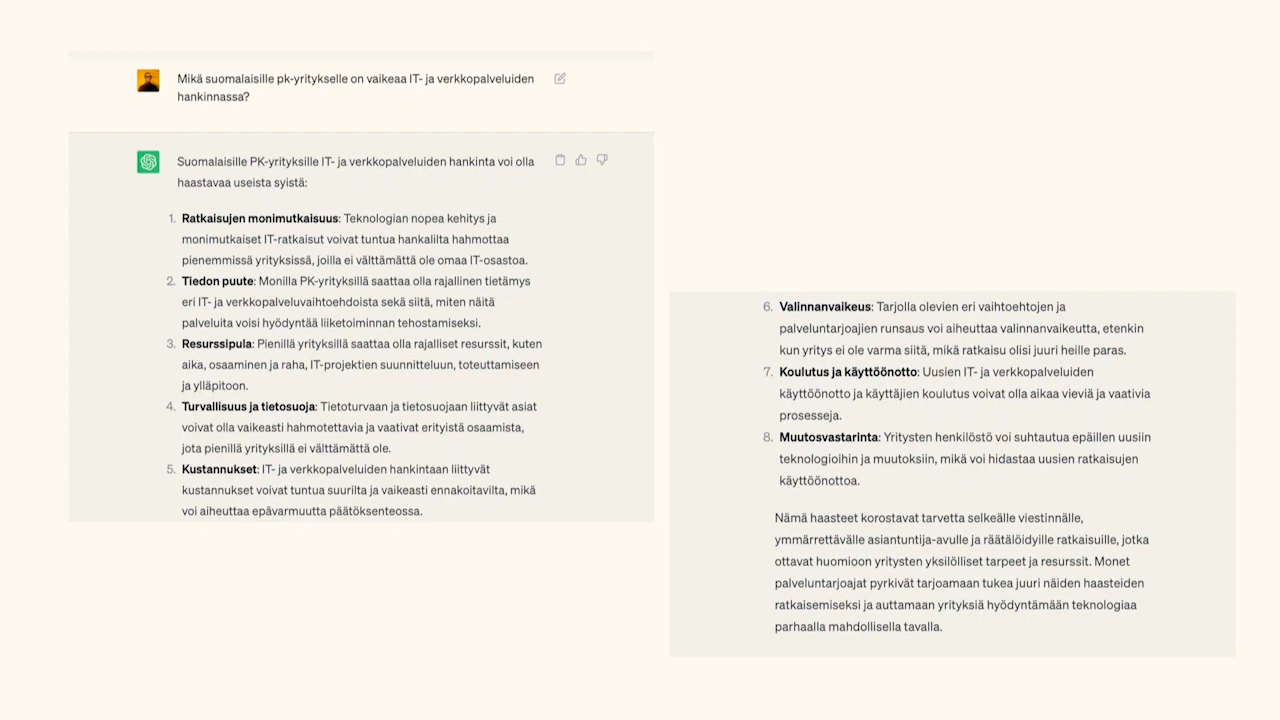 Mikä suomalaisille pk-yritykselle on vaikeaa IT- ja verkkopalveluiden
hankinnassa?
Suomalaisille PK-yrityksille IT- ja verkkopalveluiden hankinta voi olla
haastavaa useista syistä:
1. Ratkaisujen monimutkaisuus: Teknologian nopea kehitys ja
monimutkaiset IT-ratkaisut voivat tuntua hankalilta hahmottaa
pienemmissä yrityksissä, joilla ei välttämättä ole omaa IT-osastoa.
2. Tiedon puute: Monilla PK-yrityksillä saattaa olla rajallinen tietämys
eri IT- ja verkkopalveluvaihtoehdoista sekä siitä, miten näitä
palveluita voisi hyödyntää liiketoiminnan tehostamiseksi.
3. Resurssipula: Pienillä yrityksillä saattaa olla rajalliset resurssit, kuten
aika, osaaminen ja raha, IT-projektien suunnitteluun, toteuttamiseen
ja ylläpitoon.
4. Turvallisuus ja tietosuoja: Tietoturvaan ja tietosuojaan liittyvät asiat
voivat olla vaikeasti hahmotettavia ja vaativat erityistä osaamista,
jota pienillä yrityksillä ei välttämättä ole.
5. Kustannukset: IT- ja verkkopalveluiden hankintaan liittyvät
kustannukset voivat tuntua suurilta ja vaikeasti ennakoitavilta, mikä
voi aiheuttaa epävarmuutta päätöksenteossa.
6. Valinnanvaikeus: Tarjolla olevien eri vaihtoehtojen ja
palveluntarjoajien runsaus voi aiheuttaa valinnanvaikeutta, etenkin
kun yritys ei ole varma siitä, mikä ratkaisu olisi juuri heille paras.
7. Koulutus ja käyttöönotto: Uusien IT- ja verkkopalveluiden
käyttöönotto ja käyttäjien koulutus voivat olla aikaa vieviä ja vaativia
prosesseja.
8. Muutosvastarinta: Yritysten henkilöstö voi suhtautua epäillen uusiin
teknologioihin ja muutoksiin, mikä voi hidastaa uusien ratkaisujen
käyttöönottoa.
Nämä haasteet korostavat tarvetta selkeälle viestinnälle,
ymmärrettävälle asiantuntija-avulle ja räätälöidyille ratkaisuille, jotka
ottavat huomioon yritysten yksilölliset tarpeet ja resurssit. Monet
palveluntarjoajat pyrkivät tarjoamaan tukea juuri näiden haasteiden
ratkaisemiseksi ja auttamaan yrityksiä hyödyntämään teknologiaa
parhaalla mahdollisella tavalla.